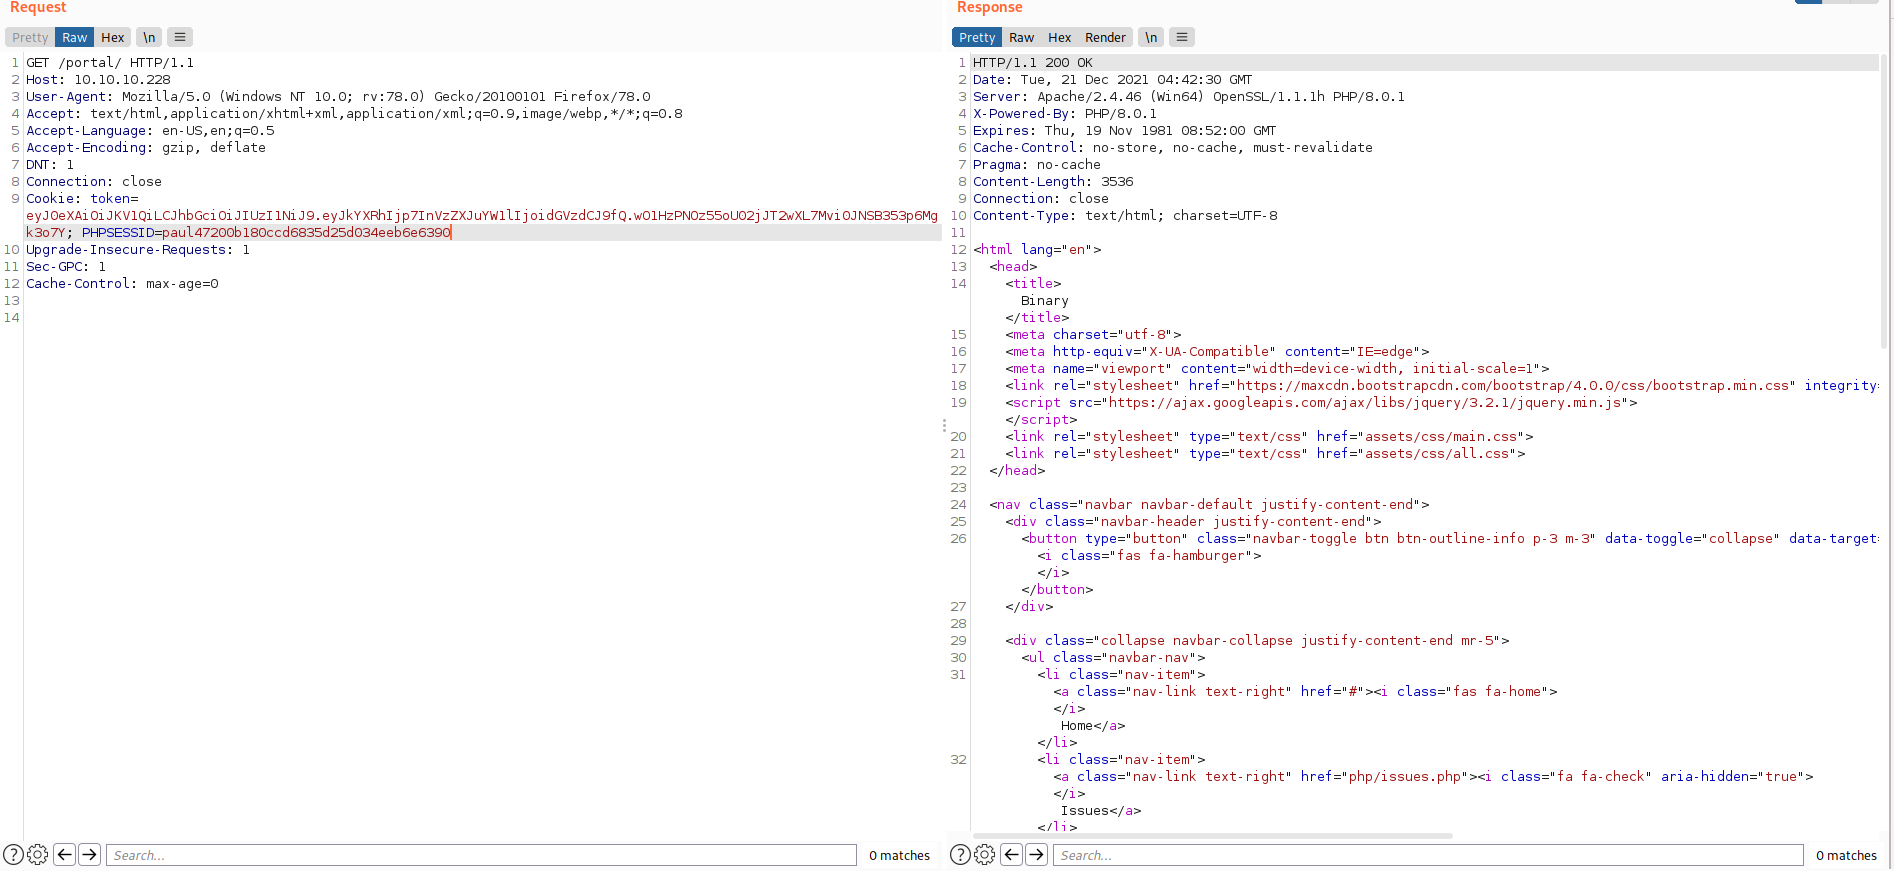 Request
Pretty Raw Hex \n
1 GET /portal/ HTTP/1.1
2 Host: 10.10.10.228
3 User-Agent: Mozilla/5.0 (Windows NT 10.0; rv:78.0) Gecko/20100101 Firefox/78.0
4 Accept: text/html,application/xhtml+xml,application/xml;q=0.9,image/webp,*/*;q=0.8
5 Accept-Language: en-US,en;q=0.5
6 Accept-Encoding: gzip, deflate
7 DNT: 1
8 Connection: close
9 Cookie: token=
eyJ0eXAiOiJKV1QiLCJhbGciOiJIUzI1NiJ9.eyJkYXRhIjp7InVzZXJuYW1lIjoidGVzdCJ9fQ.wO1HzPNOz55oU02jJT2wXL7Mvi0JNSB353p6Mg
k3o7Y; PHPSESSID=paul47200b180ccd6835d25d034eeb6e6390
10 Upgrade-Insecure-Requests: 1
11 Sec-GPC: 1
12 Cache-Control: max-age=0
13
14
? Search... 0 matches
Response
Pretty Raw Hex Render \n
1 HTTP/1.1 200 OK
2 Date: Tue, 21 Dec 2021 04:42:30 GMT
3 Server: Apache/2.4.46 (Win64) OpenSSL/1.1.1h PHP/8.0.1
4 X-Powered-By: PHP/8.0.1
5 Expires: Thu, 19 Nov 1981 08:52:00 GMT
6 Cache-Control: no-store, no-cache, must-revalidate
7 Pragma: no-cache
8 Content-Length: 3536
9 Connection: close
10 Content-Type: text/html; charset=UTF-8
11
12 <html lang="en">
13 <head>
14 <title>
Binary
</title>
15 <meta charset="utf-8">
16 <meta http-equiv="X-UA-Compatible" content="IE=edge">
17 <meta name="viewport" content="width=device-width, initial-scale=1">
18 <link rel="stylesheet" href="https://maxcdn.bootstrapcdn.com/bootstrap/4.0.0/css/bootstrap.min.css" integrity=
19 <script src="https://ajax.googleapis.com/ajax/libs/jquery/3.2.1/jquery.min.js">
</script>
20 <link rel="stylesheet" type="text/css" href="assets/css/main.css">
21 <link rel="stylesheet" type="text/css" href="assets/css/all.css">
22 </head>
23
24 <nav class="navbar navbar-default justify-content-end">
25 <div class="navbar-header justify-content-end">
26 <button type="button" class="navbar-toggle btn btn-outline-info p-3 m-3" data-toggle="collapse" data-target=
<i class="fas fa-hamburger">
</i>
</button>
27 </div>
28
29 <div class="collapse navbar-collapse justify-content-end mr-5">
30 <ul class="navbar-nav">
31 <li class="nav-item">
<a class="nav-link text-right" href="#"><i class="fas fa-home">
</i>
Home</a>
</li>
32 <li class="nav-item">
<a class="nav-link text-right" href="php/issues.php"><i class="fa fa-check" aria-hidden="true">
</i>
Issues</a>
</li>
? Search... 0 matches